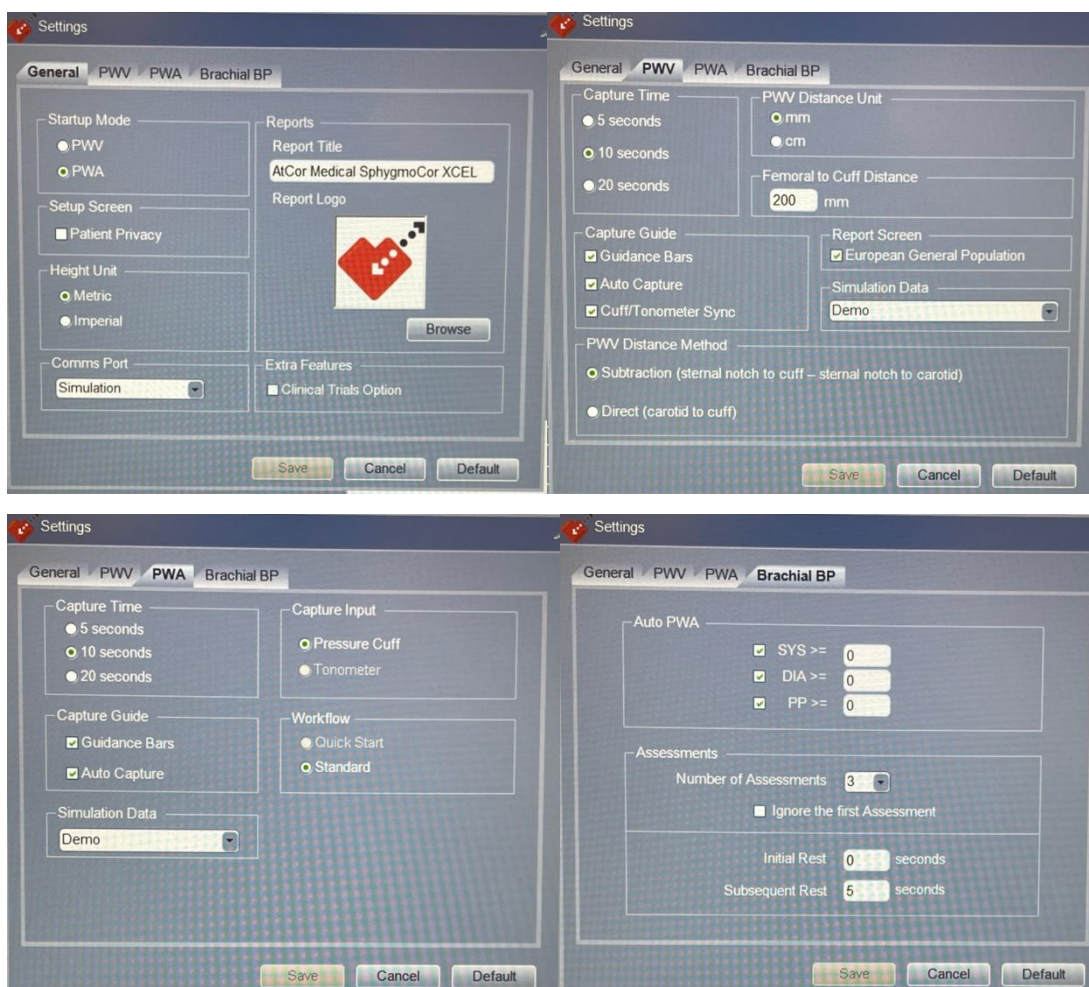 Settings
General PWV PWA Brachial BP
Startup Mode
PWV
PWA
Setup Screen
Patient Privacy
Height Unit
Metric
Imperial
Comms Port
Simulation
Reports
Report Title
AtCor Medical SphygmoCor XCEL
Report Logo
Browse
Extra Features
Clinical Trials Option
Save Cancel Default
Settings
General PWV PWA Brachial BP
Capture Time
5 seconds
10 seconds
20 seconds
PWV Distance Unit
mm
cm
Femoral to Cuff Distance
200 mm
Capture Guide
Guidance Bars
Auto Capture
Cuff/Tonometer Sync
Report Screen
European General Population
Simulation Data
Demo
PWV Distance Method
Subtraction (sternal notch to cuff – sternal notch to carotid)
Direct (carotid to cuff)
Save Cancel Default
Settings
General PWV PWA Brachial BP
Capture Time
5 seconds
10 seconds
20 seconds
Capture Input
Pressure Cuff
Tonometer
Capture Guide
Guidance Bars
Auto Capture
Workflow
Quick Start
Standard
Simulation Data
Demo
Save Cancel Default
Settings
General PWV PWA Brachial BP
Auto PWA
SYS >= 0
DIA >= 0
PP >= 0
Assessments
Number of Assessments 3
Ignore the first Assessment
Initial Rest 0 seconds
Subsequent Rest 5 seconds
Save Cancel Default